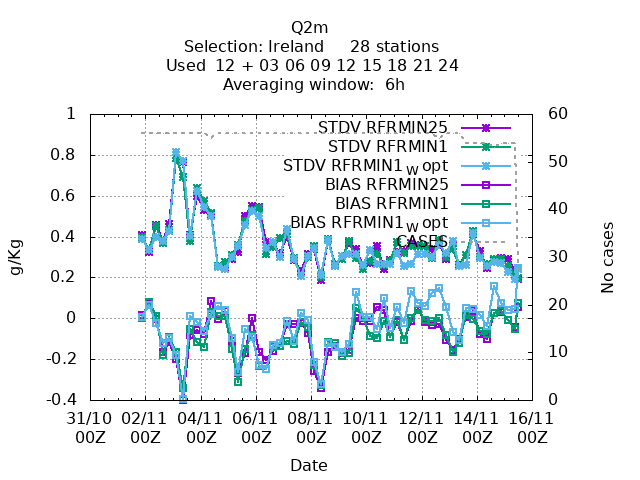 Q2m
Selection: Ireland     28 stations
Used  12 + 03 06 09 12 15 18 21 24
Averaging window:  6h
1
0.8
0.6
0.4
0.2
0
-0.2
-0.4
g/Kg
STDV RFRMIN25
STDV RFRMIN1
STDV RFRMIN1_W opt
BIAS RFRMIN25
BIAS RFRMIN1
BIAS RFRMIN1_W opt
CASES
60
50
40
30
20
10
0
No cases
31/10 02/11 04/11 06/11 08/11 10/11 12/11 14/11 16/11
00Z 00Z 00Z 00Z 00Z 00Z 00Z 00Z 00Z
Date